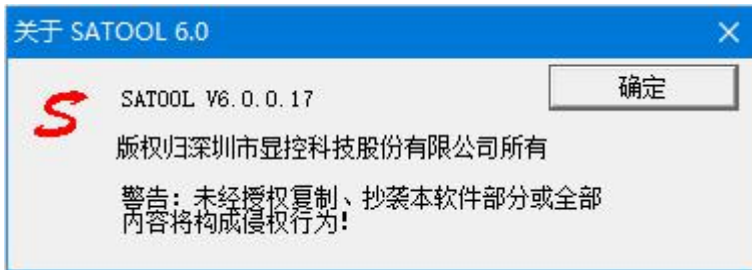 关于 SATOOL 6.0
确定
SATOOL V6.0.0.17
版权归深圳市显控科技股份有限公司所有
警告: 未经授权复制、抄袭本软件部分或全部
内容将构成侵权行为!